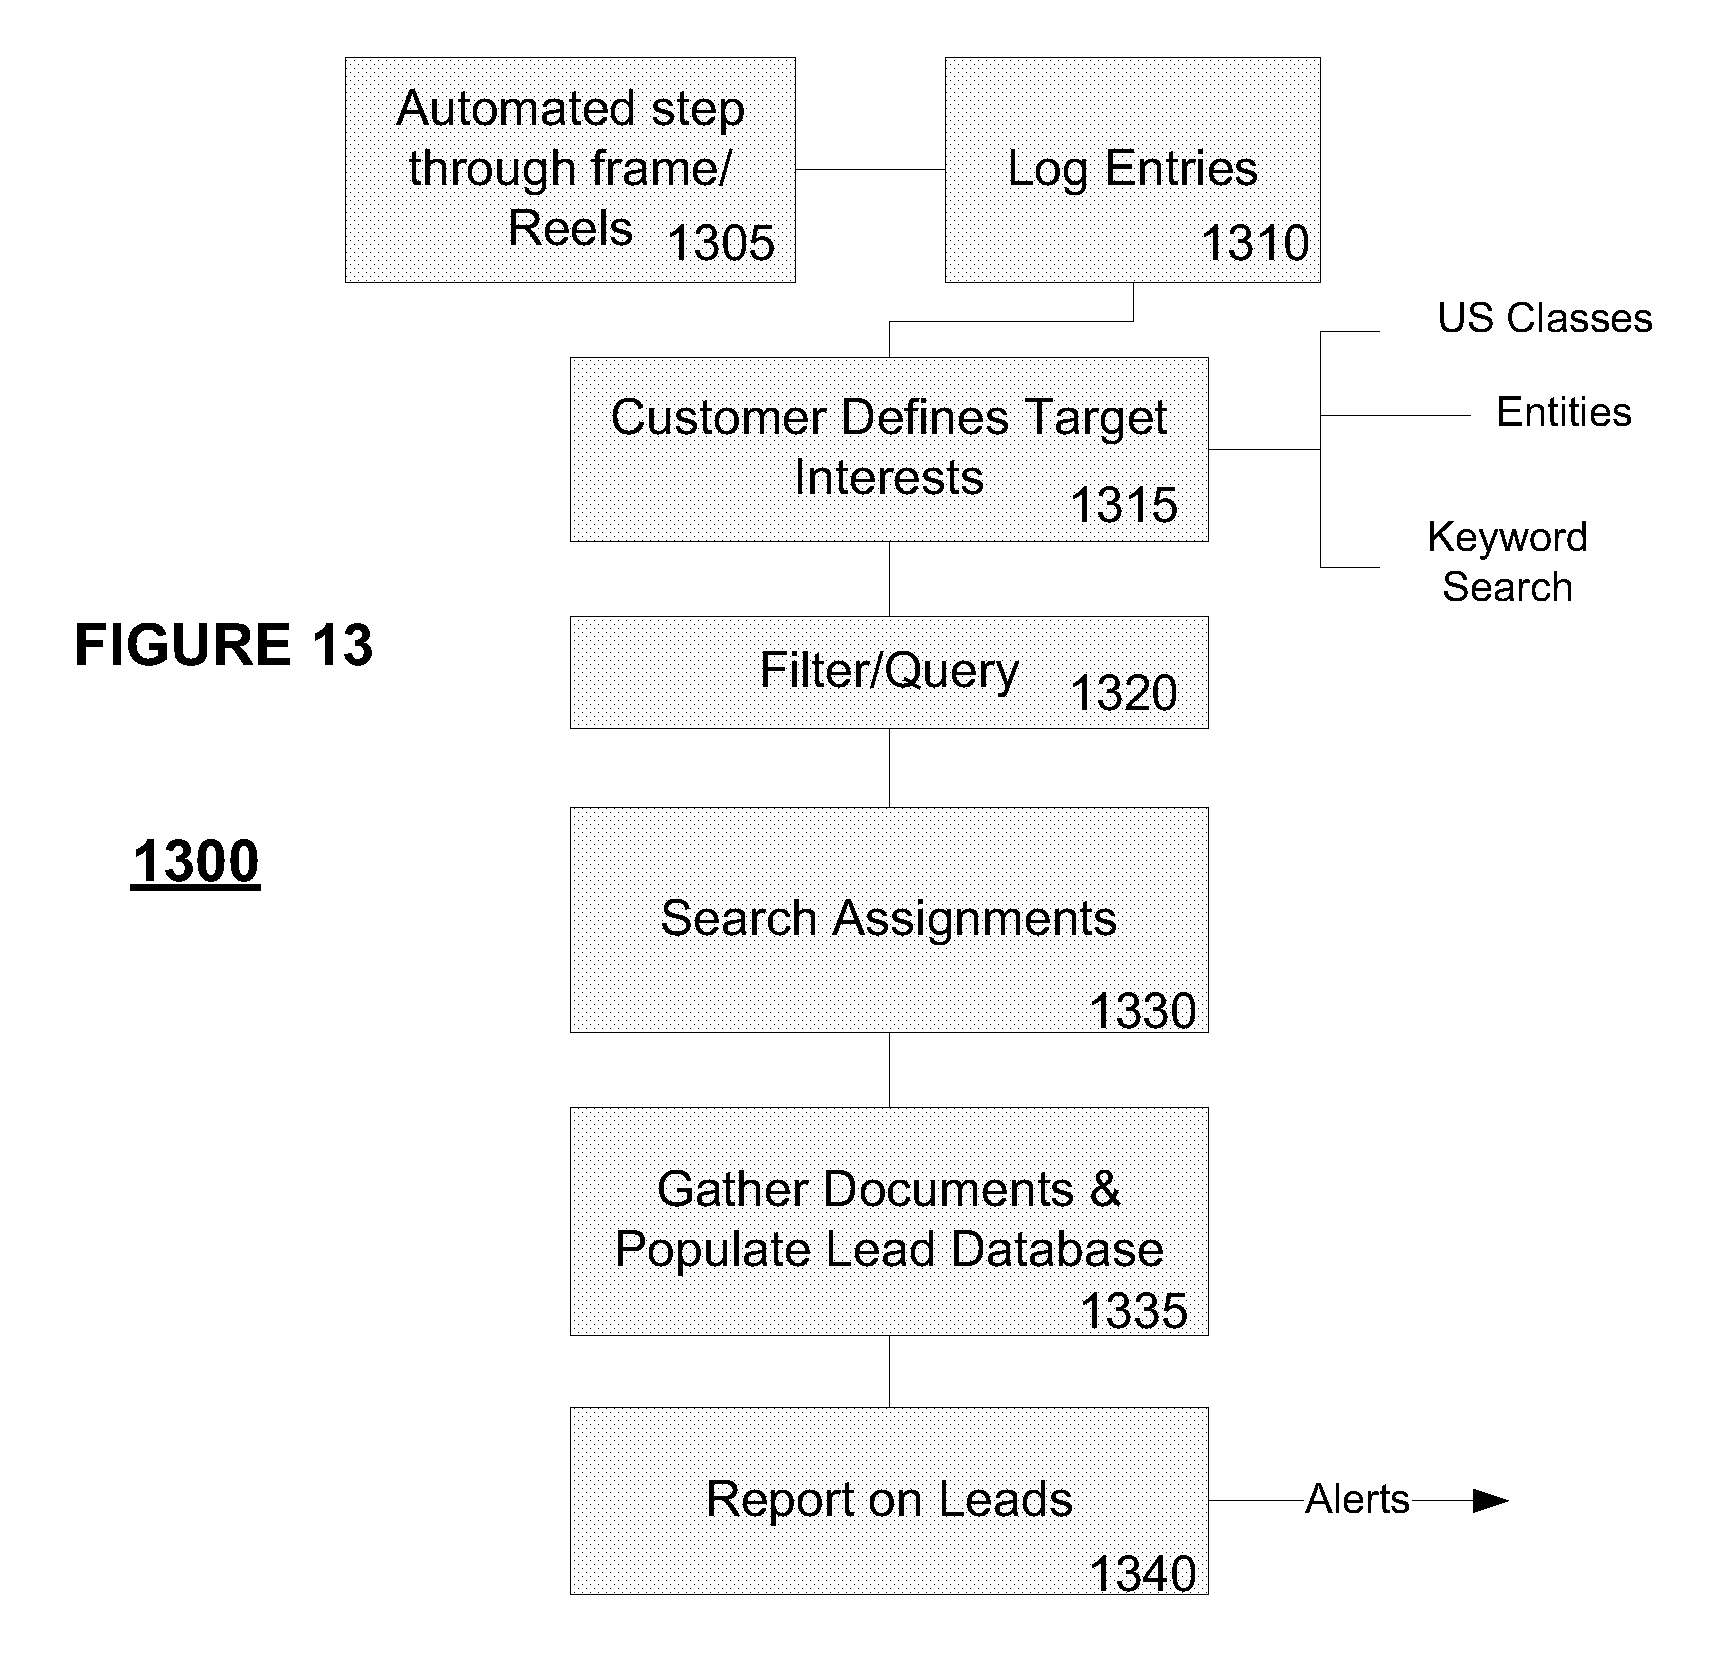 Automated step
through frame/
Reels
1305
Log Entries
1310
US Classes
Entities
Keyword
Search
Customer Defines Target
Interests
1315
FIGURE 13
Filter/Query
1320
1300
Search Assignments
1330
Gather Documents &
Populate Lead Database
1335
Report on Leads
1340
Alerts